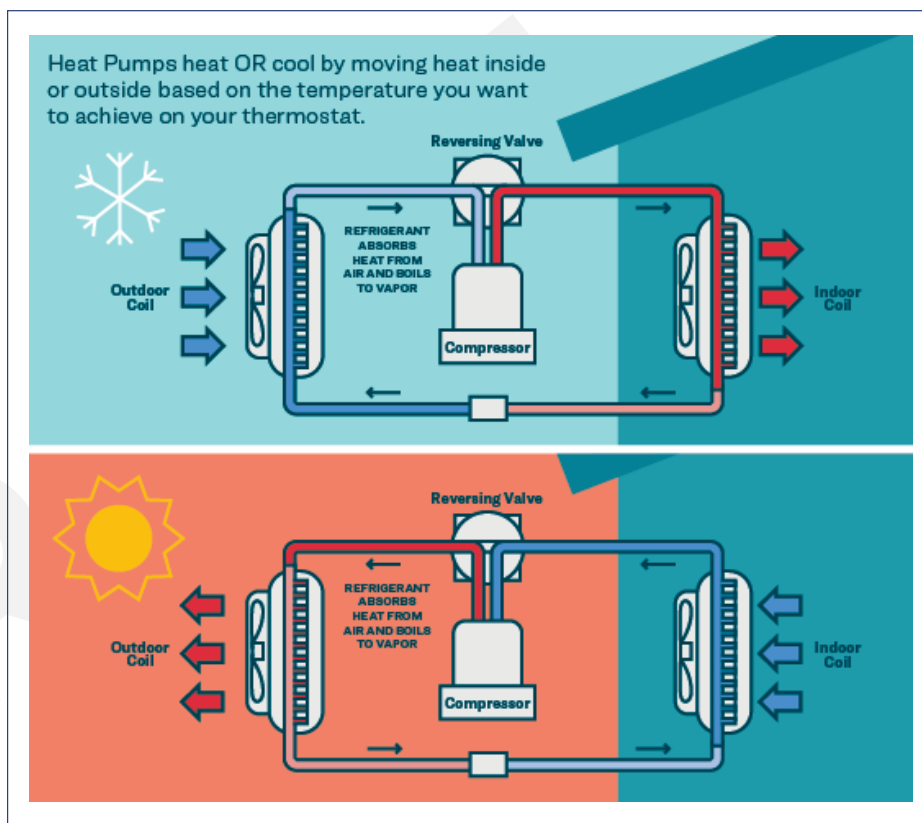 Heat Pumps heat OR cool by moving heat inside
or outside based on the temperature you want
to achieve on your thermostat.
Reversing Valve
REFRIGERANT
ABSORBS
HEAT FROM
AIR AND BOILS
TO VAPOR
Outdoor
Coil
Indoor
Coil
Compressor
Reversing Valve
REFRIGERANT
ABSORBS
HEAT FROM
AIR AND BOILS
TO VAPOR
Outdoor
Coil
Indoor
Coil
Compressor